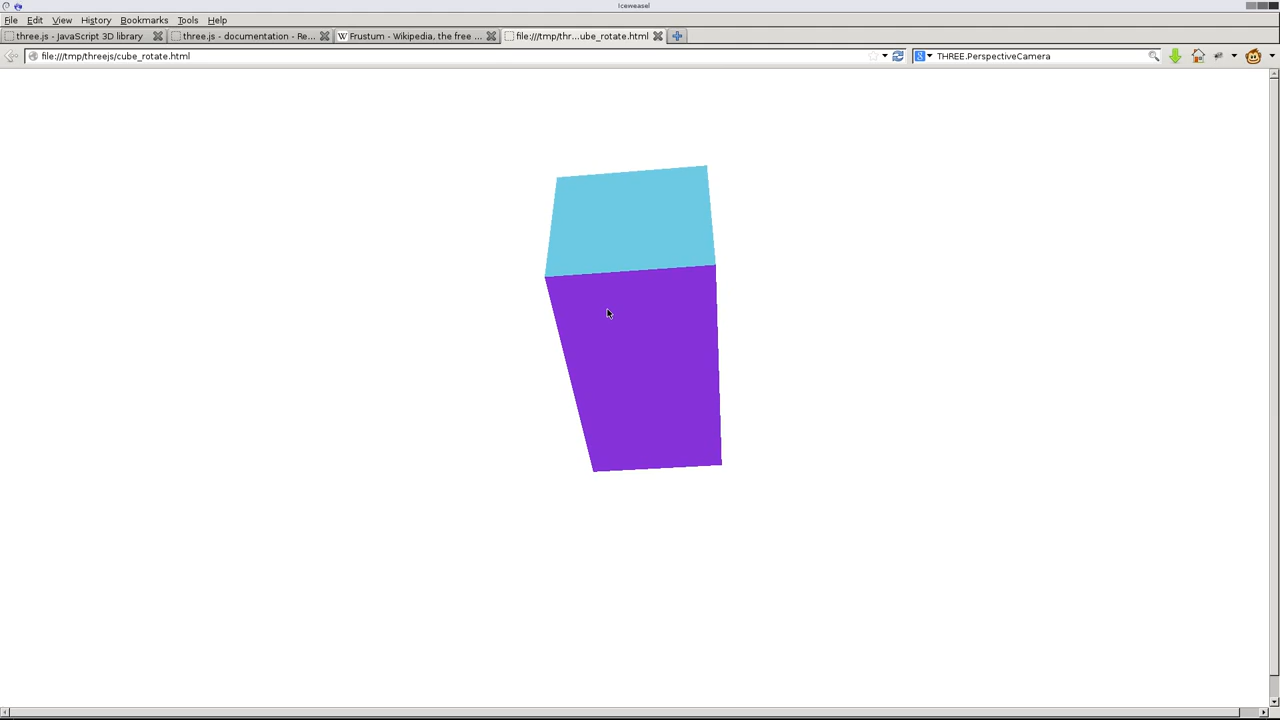 Iceweasel
File Edit View History Bookmarks Tools Help
three.js - JavaScript 3D library three.js - documentation - Re... W Frustum - Wikipedia, the free ... file:///tmp/thr...ube_rotate.html
file:///tmp/threejs/cube_rotate.html 8 THREE.PerspectiveCamera